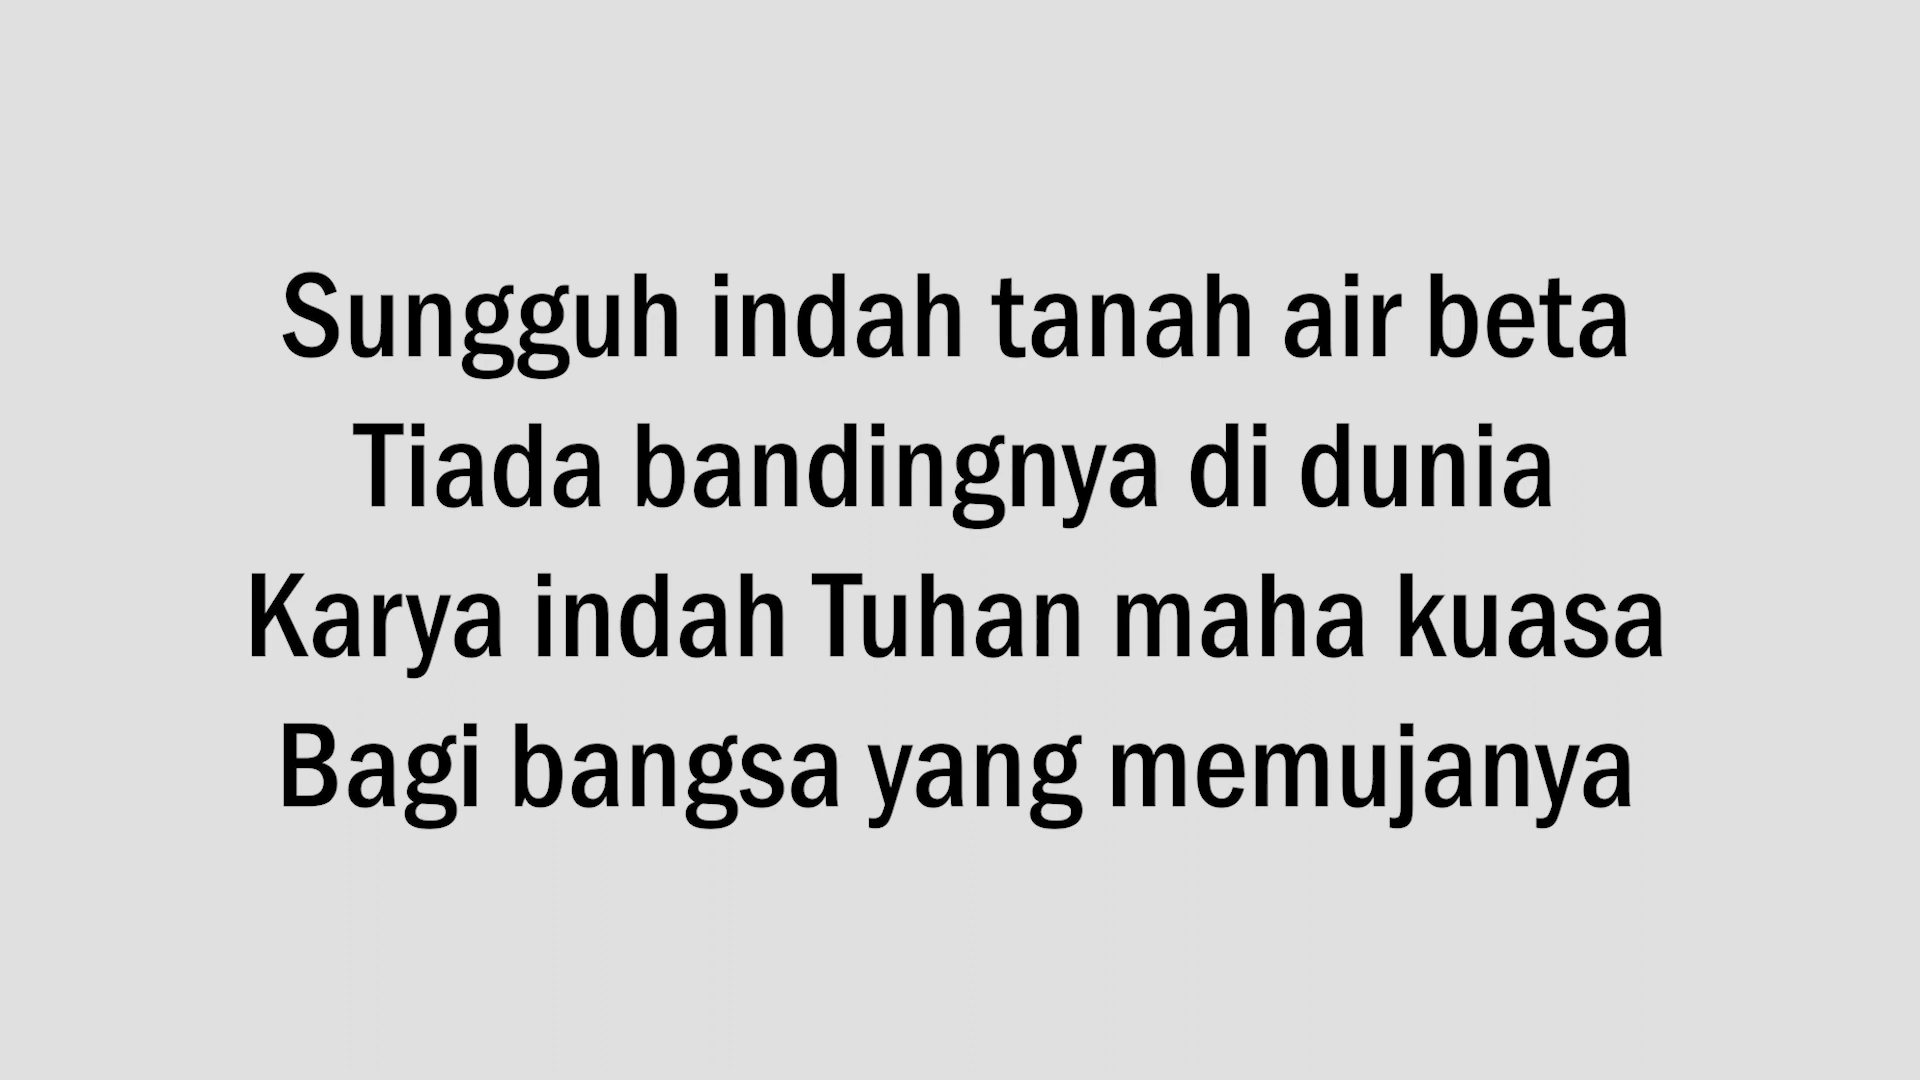 Sungguh indah tanah air beta
Tiada bandingnya di dunia
Karya indah Tuhan maha kuasa
Bagi bangsa yang memujanya